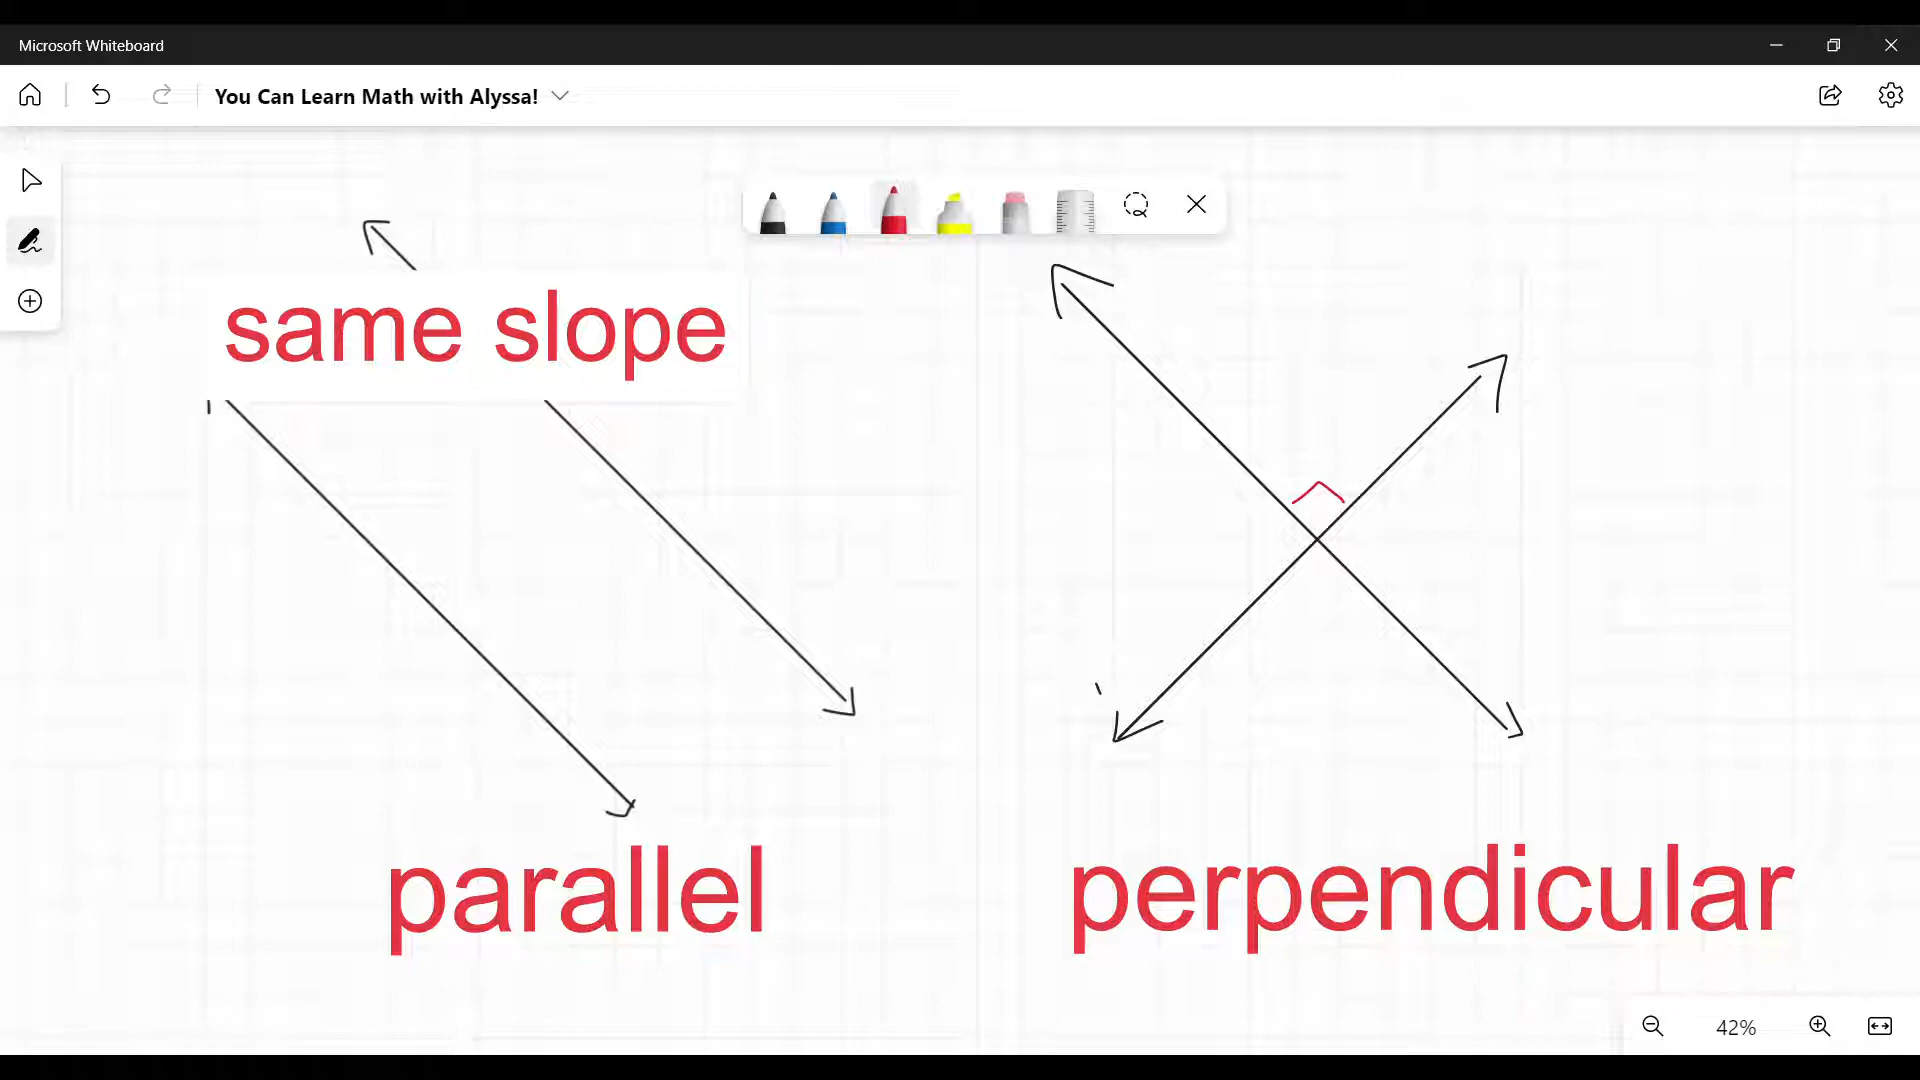 Microsoft Whiteboard
You Can Learn Math with Alyssa!
same slope
parallel
perpendicular
42%